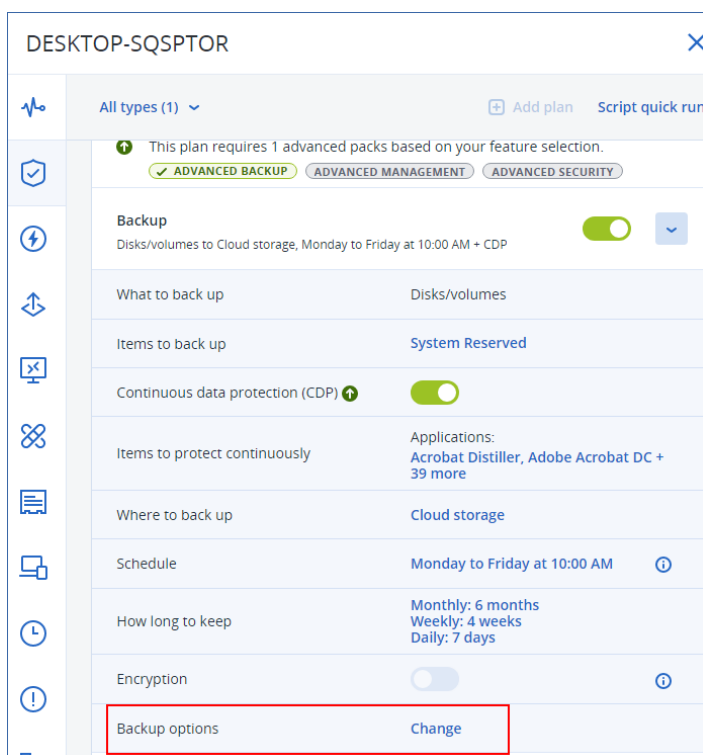 DESKTOP-SQSPTOR
All types (1)
Add plan
Script quick run
This plan requires 1 advanced packs based on your feature selection.
ADVANCED BACKUP
ADVANCED MANAGEMENT
ADVANCED SECURITY
Backup
Disks/volumes to Cloud storage, Monday to Friday at 10:00 AM + CDP
What to back up
Disks/volumes
Items to back up
System Reserved
Continuous data protection (CDP)
Items to protect continuously
Applications:
Acrobat Distiller, Adobe Acrobat DC +
39 more
Where to back up
Cloud storage
Schedule
Monday to Friday at 10:00 AM
How long to keep
Monthly: 6 months
Weekly: 4 weeks
Daily: 7 days
Encryption
Backup options
Change